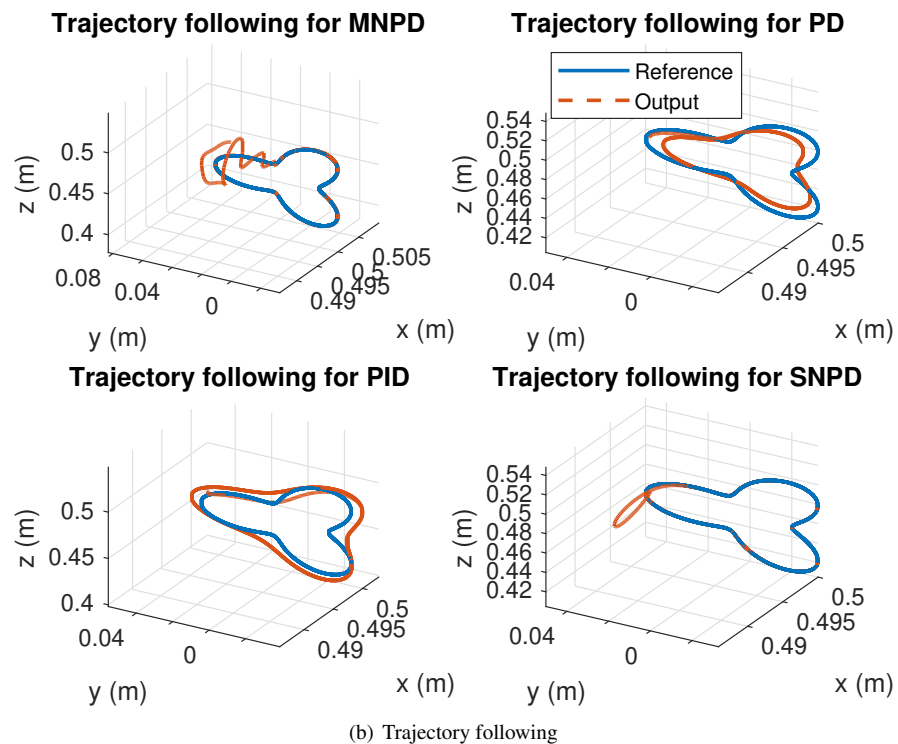 Trajectory following for MNPD
0.5
0.45
0.4
z (m)
0.08
0.04
0
y (m)
0.505
0.5
0.495
0.49
x (m)
Trajectory following for PD
Reference
Output
0.54
0.52
0.5
0.48
0.46
0.44
0.42
z (m)
0.04
0
y (m)
0.5
0.495
0.49
x (m)
Trajectory following for PID
0.5
0.45
0.4
z (m)
0.04
0
y (m)
0.5
0.495
0.49
x (m)
Trajectory following for SNPD
0.54
0.52
0.5
0.48
0.46
0.44
0.42
z (m)
0.04
0
y (m)
0.5
0.495
0.49
x (m)
(b) Trajectory following